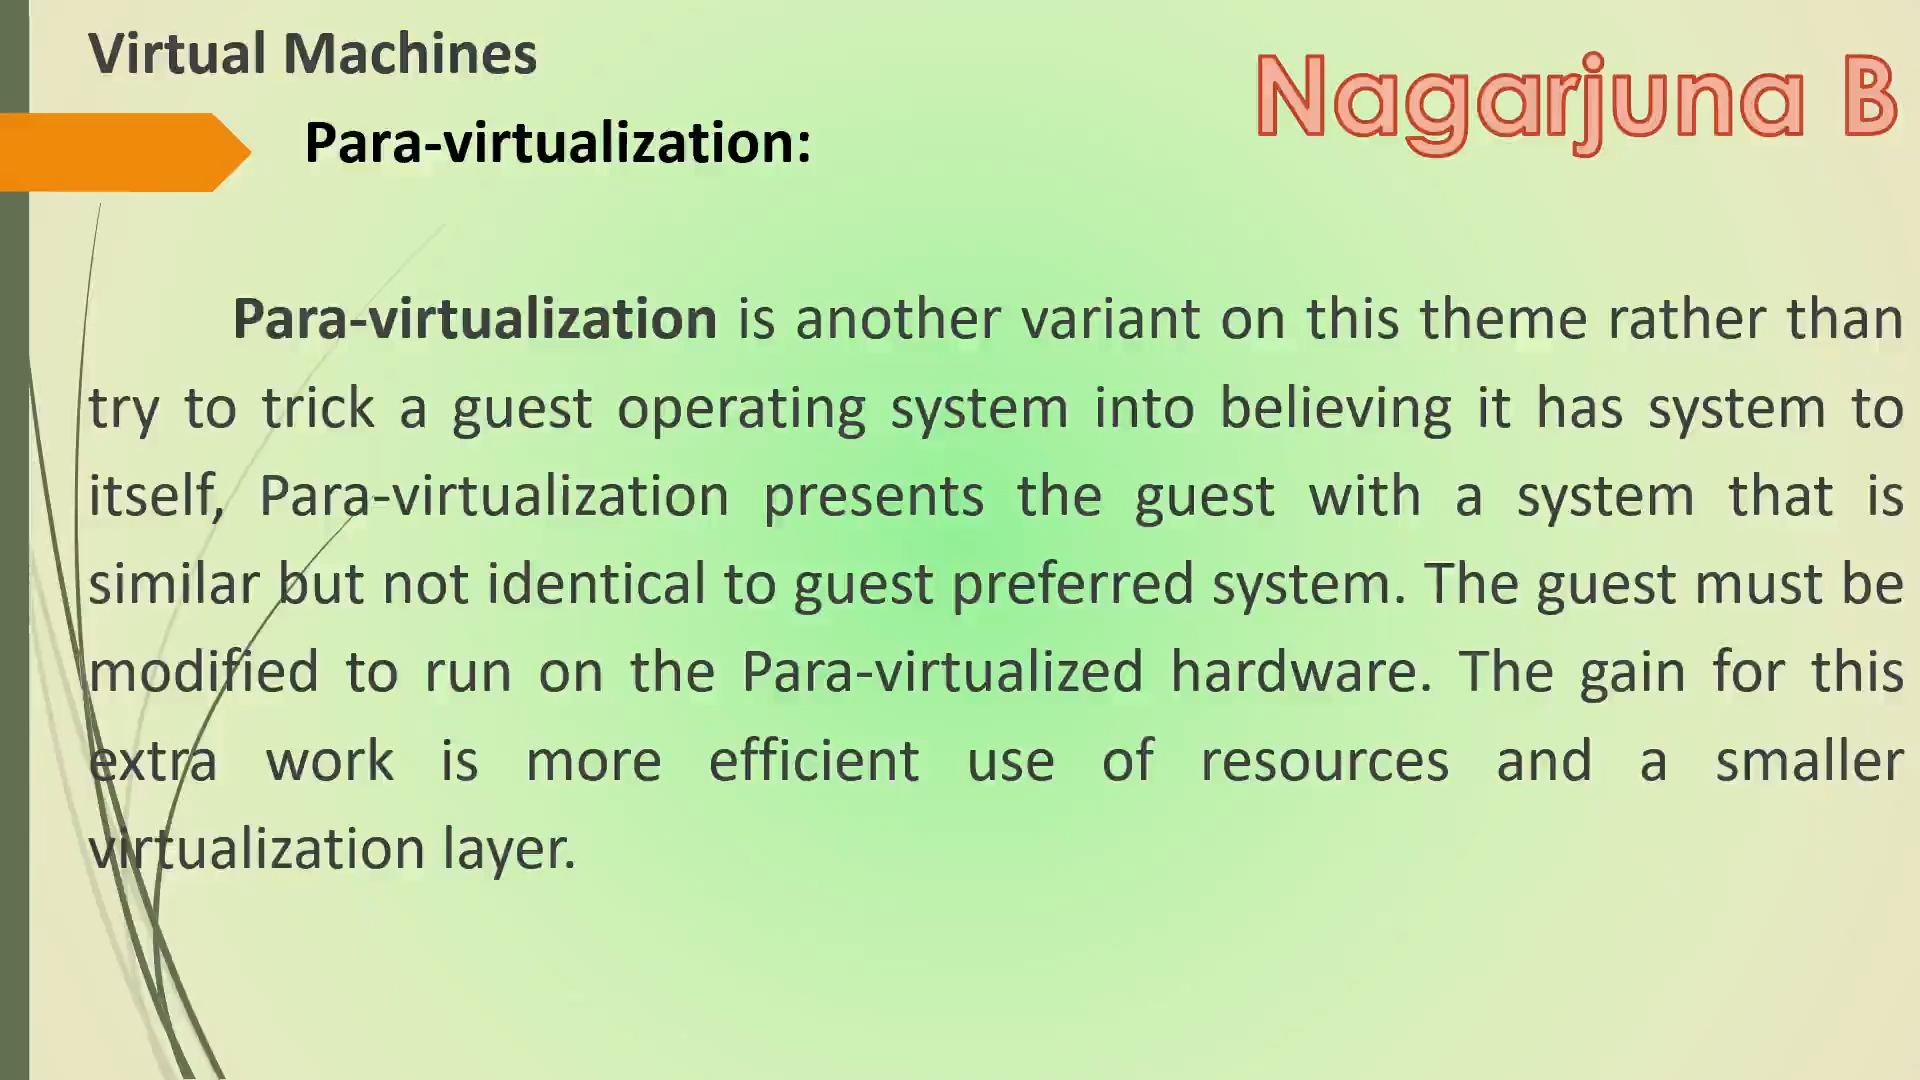 Virtual Machines
Nagarjuna B
Para-virtualization:
Para-virtualization is another variant on this theme rather than
try to trick a guest operating system into believing it has system to
itself, Para-virtualization presents the guest with a system that is
similar but not identical to guest preferred system. The guest must be
modified to run on the Para-virtualized hardware. The gain for this
extra work is more efficient use of resources and a smaller
virtualization layer.